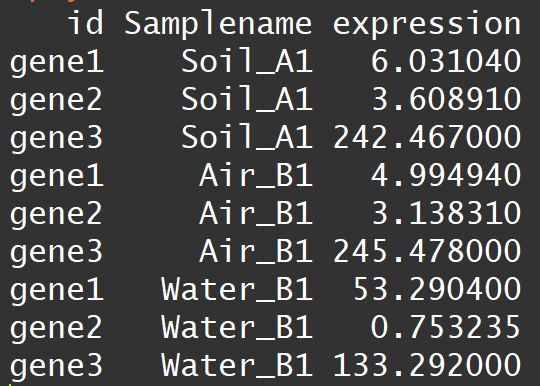 id Samplename expression
gene1 Soil_A1 6.031040
gene2 Soil_A1 3.608910
gene3 Soil_A1 242.467000
gene1 Air_B1 4.994940
gene2 Air_B1 3.138310
gene3 Air_B1 245.478000
gene1 Water_B1 53.290400
gene2 Water_B1 0.753235
gene3 Water_B1 133.292000